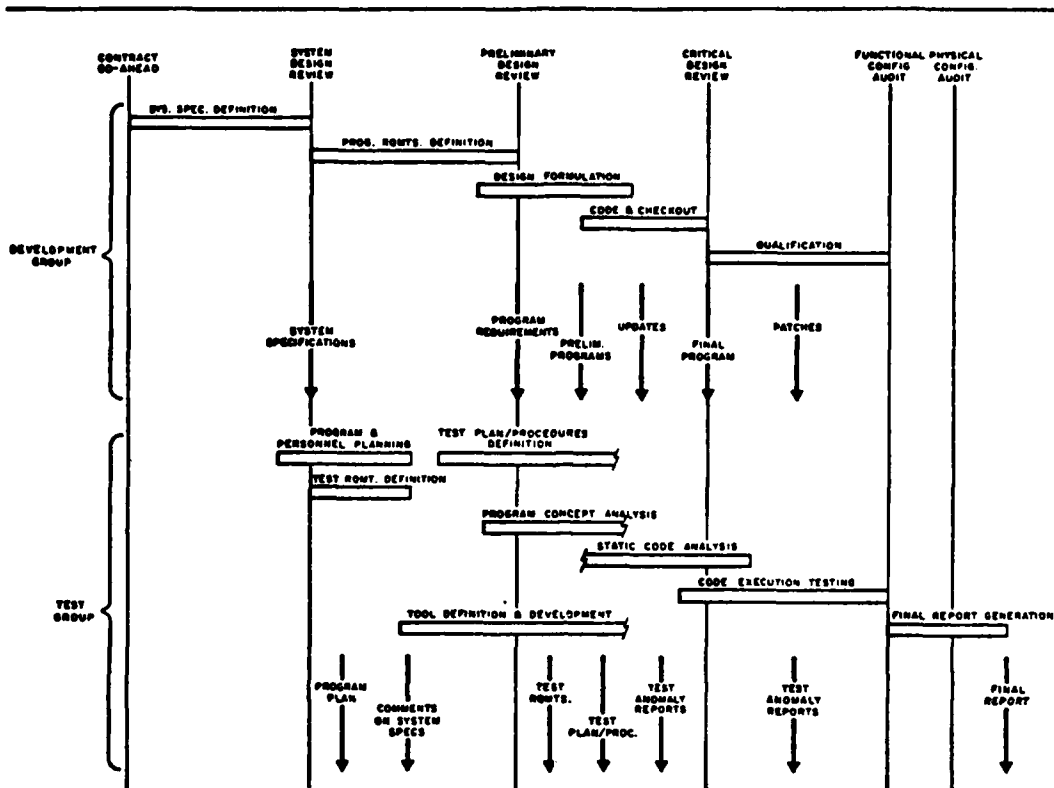 CONTRACT
GO-AHEAD
SYSTEM
DESIGN
REVIEW
PRELIMINARY
DESIGN
REVIEW
CRITICAL
DESIGN
REVIEW
FUNCTIONAL
CONFIG
AUDIT
PHYSICAL
CONFIG.
AUDIT
SYS. SPEC. DEFINITION
PROG. RQMTS. DEFINITION
DESIGN FORMULATION
CODE & CHECKOUT
QUALIFICATION
DEVELOPMENT
GROUP
SYSTEM
SPECIFICATIONS
PROGRAM
REQUIREMENTS
PRELIM.
PROGRAMS
UPDATES
FINAL
PROGRAM
PATCHES
PROGRAM &
PERSONNEL PLANNING
TEST PLAN/PROCEDURES
DEFINITION
TEST RQMT. DEFINITION
PROGRAM CONCEPT ANALYSIS
STATIC CODE ANALYSIS
CODE EXECUTION TESTING
TEST
GROUP
TOOL DEFINITION & DEVELOPMENT
FINAL REPORT GENERATION
PROGRAM
PLAN
COMMENTS
ON SYSTEM
SPECS
TEST
RQMTS.
TEST
PLAN/PROC.
TEST
ANOMALY
REPORTS
TEST
ANOMALY
REPORTS
FINAL
REPORT